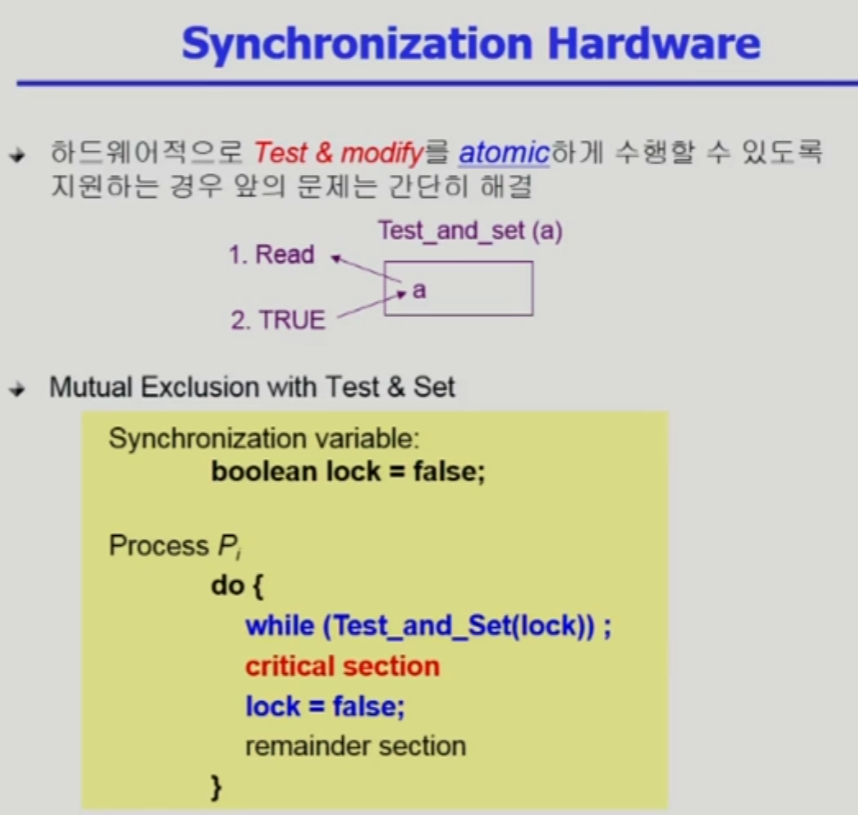 Synchronization Hardware
하드웨어적으로 Test & modify를 atomic하게 수행할 수 있도록
지원하는 경우 앞의 문제는 간단히 해결
Test_and_set (a)
1. Read
a
2. TRUE
Mutual Exclusion with Test & Set
Synchronization variable:
boolean lock = false;
Process Pi
do {
while (Test_and_Set(lock)) ;
critical section
lock = false;
remainder section
}